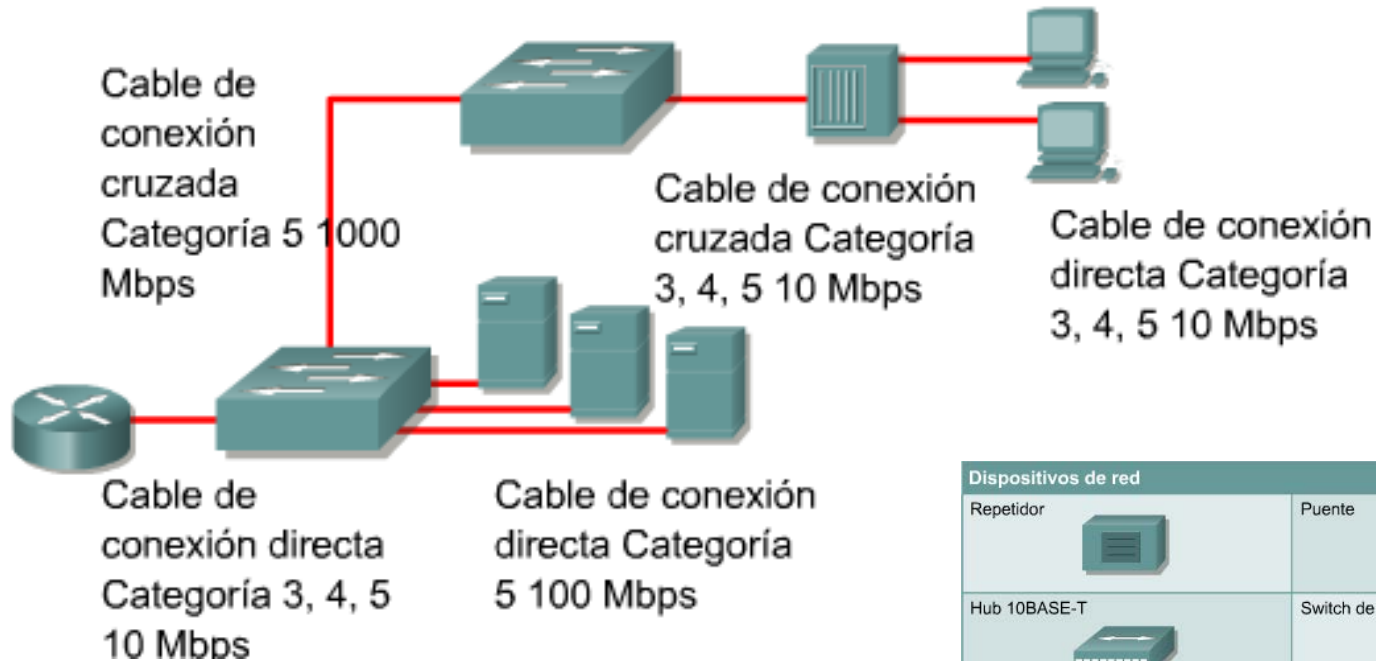 Cable de
conexión
cruzada
Categoría 5 1000
Mbps
Cable de conexión
cruzada Categoría
3, 4, 5 10 Mbps
Cable de conexión
directa Categoría
3, 4, 5 10 Mbps
Cable de
conexión directa
Categoría 3, 4, 5
10 Mbps
Cable de conexión
directa Categoría
5 100 Mbps
Dispositivos de red
Repetidor
Puente
Hub 10BASE-T
Switch de